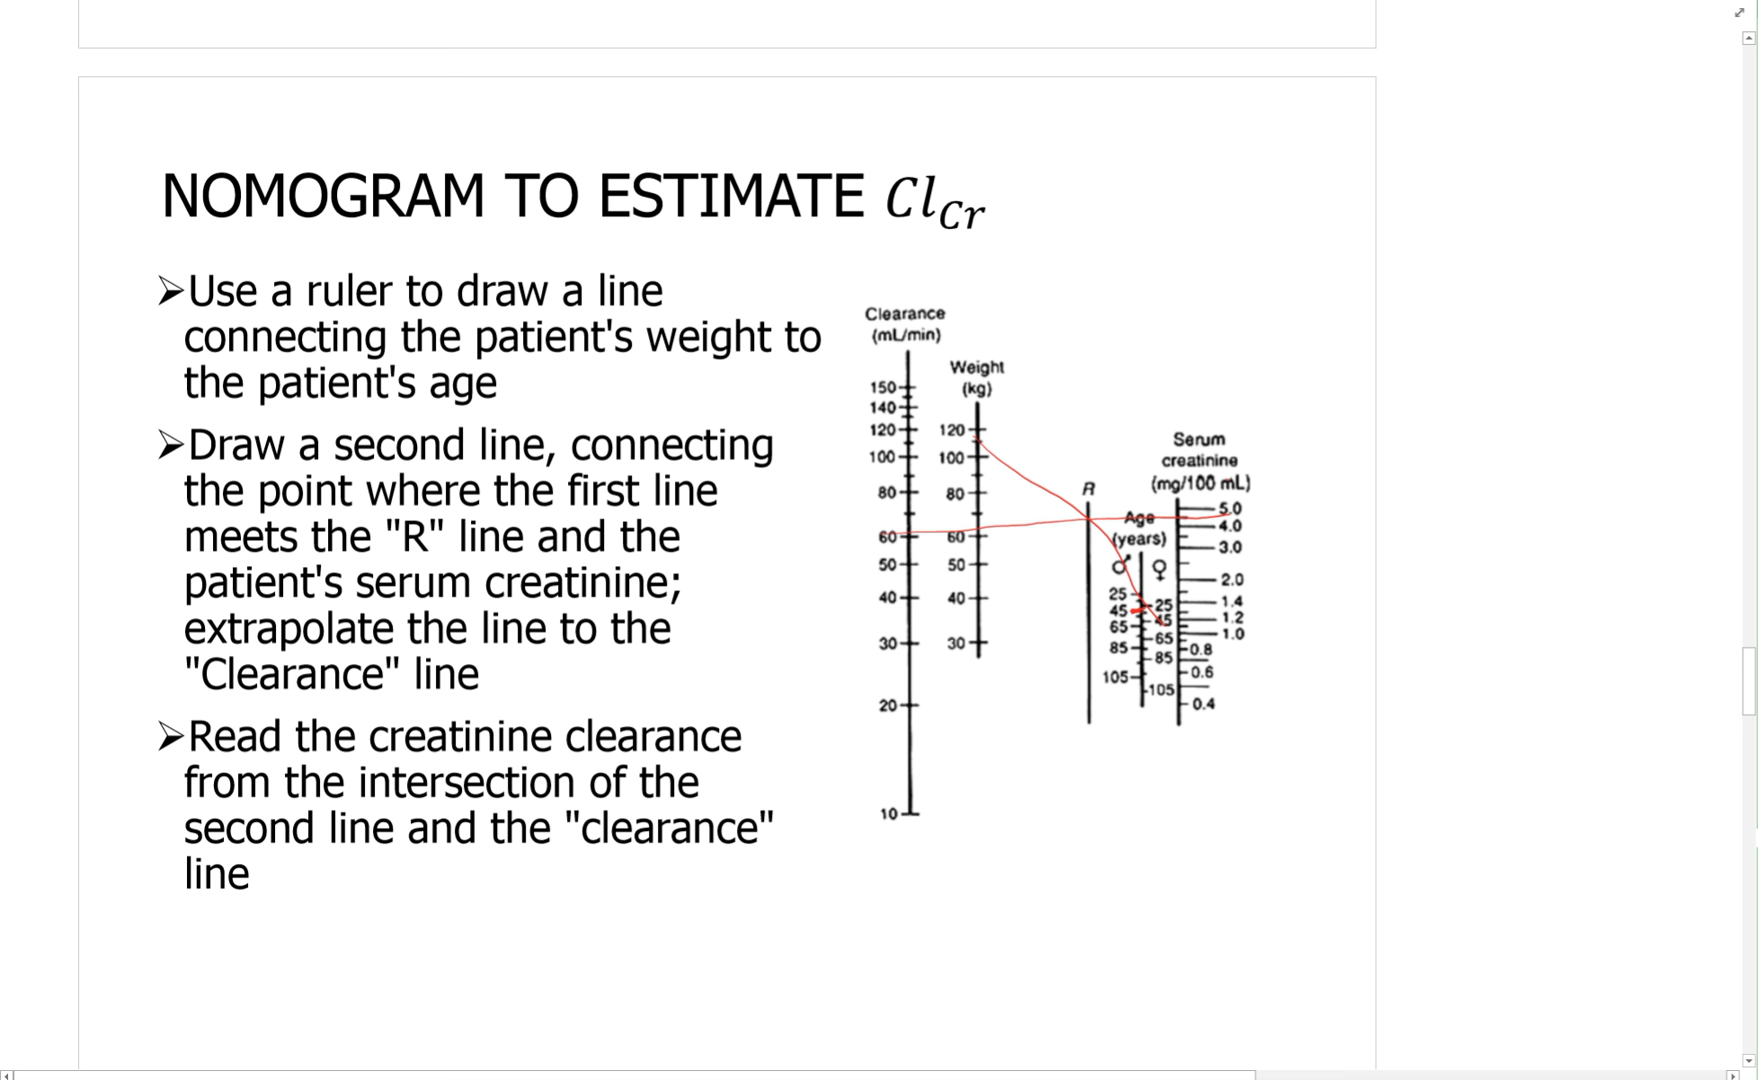 NOMOGRAM TO ESTIMATE Cl_Cr
➢Use a ruler to draw a line
connecting the patient's weight to
the patient's age
➢Draw a second line, connecting
the point where the first line
meets the "R" line and the
patient's serum creatinine;
extrapolate the line to the
"Clearance" line
➢Read the creatinine clearance
from the intersection of the
second line and the "clearance"
line
Clearance
(mL/min)
150
140
120
100
80
60
50
40
30
20
10
Weight
(kg)
120
100
80
60
50
40
30
R
Age
(years)
♂ ♀
25
45
65
85
105
25
45
65
85
105
Serum
creatinine
(mg/100 mL)
5.0
4.0
3.0
2.0
1.4
1.2
1.0
0.8
0.6
0.4